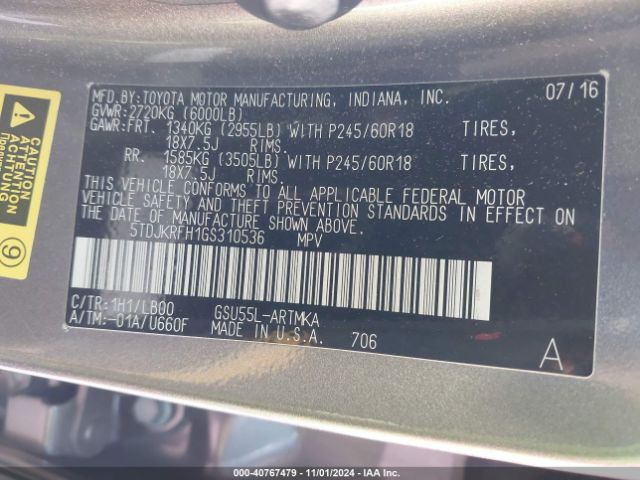 MFD. BY: TOYOTA MOTOR MANUFACTURING, INDIANA, INC. 07/16
GVWR: 2720KG (6000LB)
GAWR: FRT. 1340KG (2955LB) WITH P245/60R18 TIRES,
18X7.5J RIMS.
RR. 1585KG (3505LB) WITH P245/60R18 TIRES,
18X7.5J RIMS.
THIS VEHICLE CONFORMS TO ALL APPLICABLE FEDERAL MOTOR
VEHICLE SAFETY AND THEFT PREVENTION STANDARDS IN EFFECT ON
THE DATE OF MANUFACTURE SHOWN ABOVE.
5TDJKRFH1GS310536 MPV
C/TR: 1H1/LB00 GSU55L-ARTMKA
A/TM: -01A/U660F MADE IN U.S.A. 706 A
CAUTION
ATTENTION
ACHTUNG
9
000-40767479 • 11/01/2024 - IAA Inc.